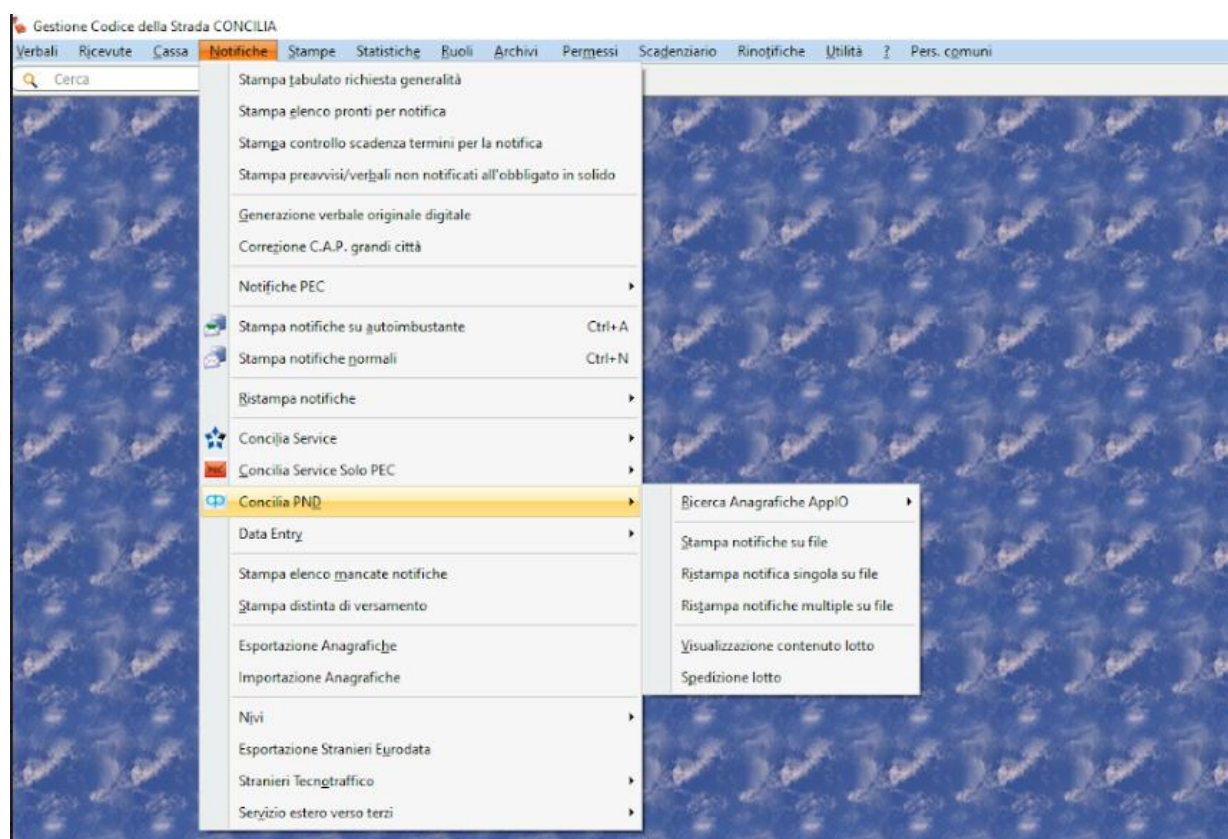 Gestione Codice della Strada CONCILIA
Verbali Ricevute Cassa Notifiche Stampe Statistiche Ruoli Archivi Permessi Scadenziario Rinotifiche Utilità ? Pers. comuni
Cerca
Stampa tabulato richiesta generalità
Stampa elenco pronti per notifica
Stampa controllo scadenza termini per la notifica
Stampa preavvisi/verbali non notificati all'obbligato in solido
Generazione verbale originale digitale
Correzione C.A.P. grandi città
Notifiche PEC
Stampa notifiche su autoimbustante Ctrl+A
Stampa notifiche normali Ctrl+N
Ristampa notifiche
Concilia Service
Concilia Service Solo PEC
Concilia PND
Data Entry
Stampa elenco mancate notifiche
Stampa distinta di versamento
Esportazione Anagrafiche
Importazione Anagrafiche
Nivi
Esportazione Stranieri Eurodata
Stranieri Tecnotraffico
Servizio estero verso terzi
Ricerca Anagrafiche AppIO
Stampa notifiche su file
Ristampa notifica singola su file
Ristampa notifiche multiple su file
Visualizzazione contenuto lotto
Spedizione lotto